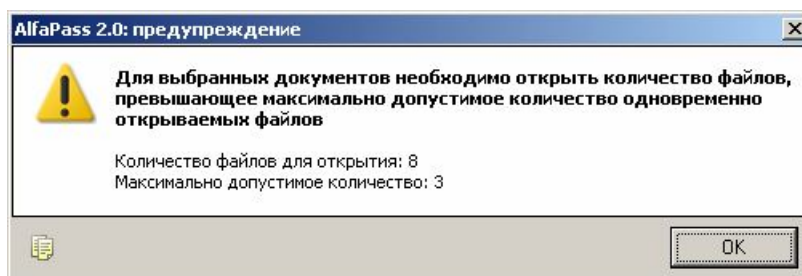 AlfaPass 2.0: предупреждение
Для выбранных документов необходимо открыть количество файлов,
превышающее максимально допустимое количество одновременно
открываемых файлов
Количество файлов для открытия: 8
Максимально допустимое количество: 3
OK